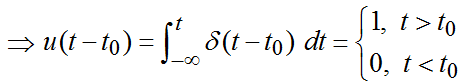 ⇒ u(t−t₀) = ∫_{−∞}^{t} δ(t−t₀) dt = {1, t > t₀
0, t < t₀